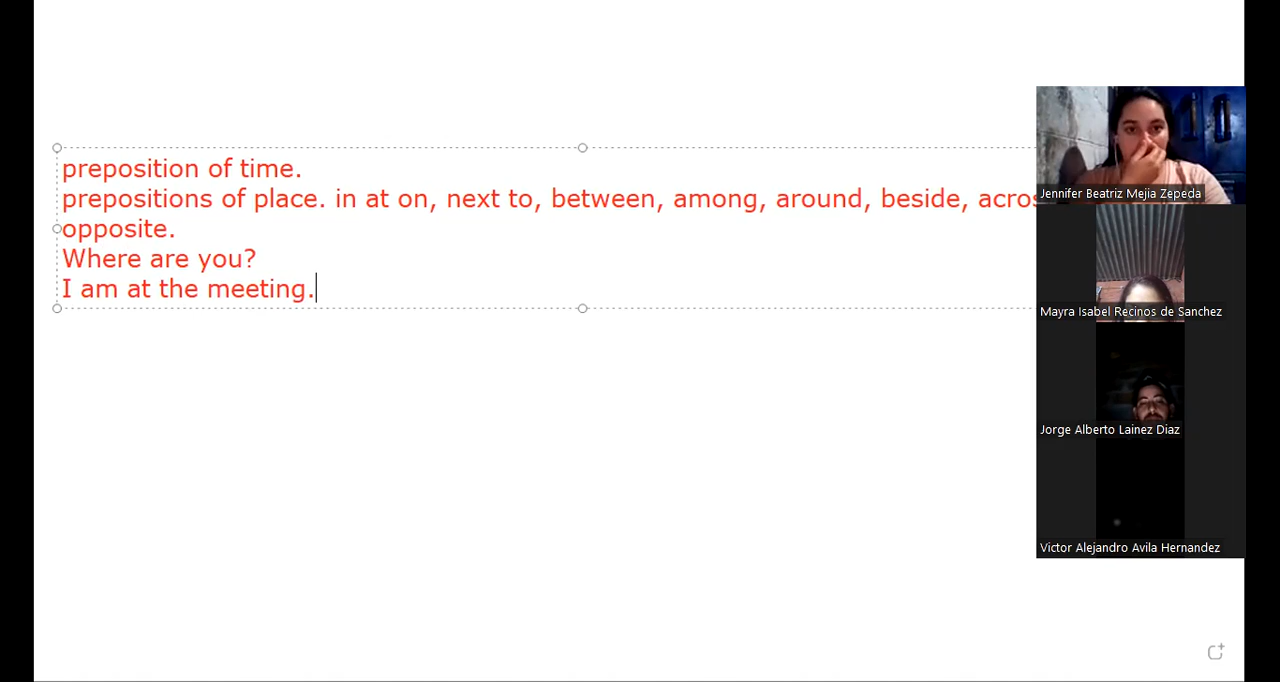 preposition of time.
prepositions of place. in at on, next to, between, among, around, beside,
opposite.
Where are you?
I am at the meeting.
Jennifer Beatriz Mejia Zepeda
Mayra Isabel Recinos de Sanchez
Jorge Alberto Lainez Diaz
Victor Alejandro Avila Hernandez